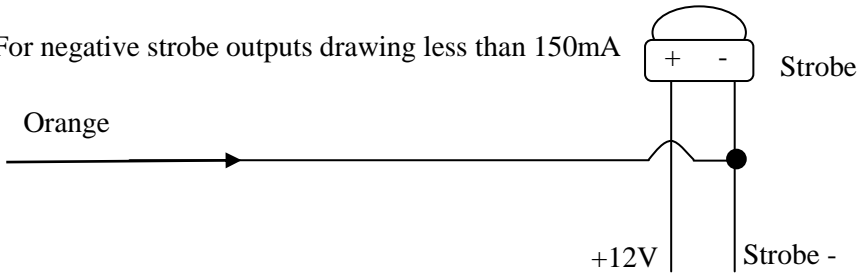 For negative strobe outputs drawing less than 150mA
+ -
Strobe
Orange
+12V
Strobe -